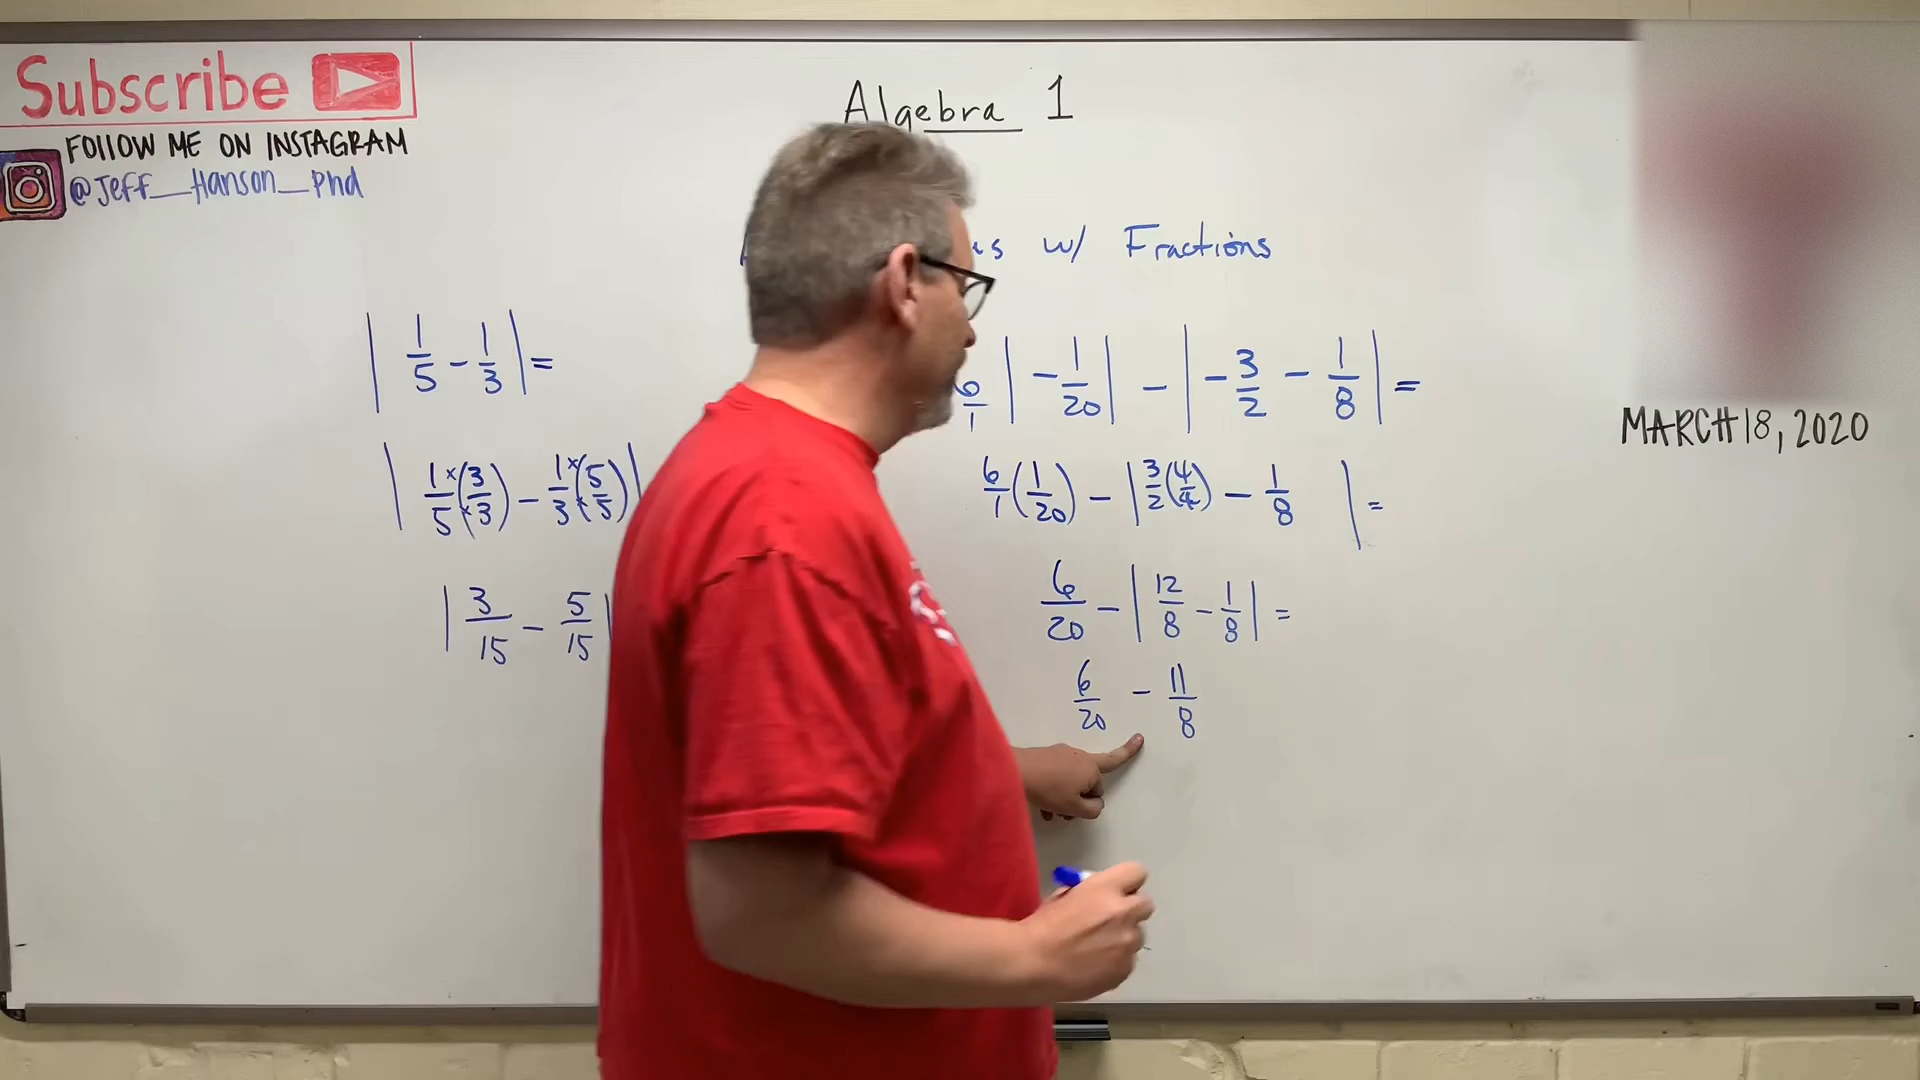 Subscribe
FOLLOW ME ON INSTAGRAM
@Jeff_Hanson_Phd
Algebra 1
w/ Fractions
MARCH 18, 2020
| 1/5 - 1/3 | =
| 1/5 × (3/3) - 1/3 × (5/5) |
| 3/15 - 5/15 |
6/1 | - 1/20 | - | - 3/2 - 1/8 | =
6/1 (1/20) - | 3/2 (4/4) - 1/8 | =
6/20 - | 12/8 - 1/8 | =
6/20 - 11/8